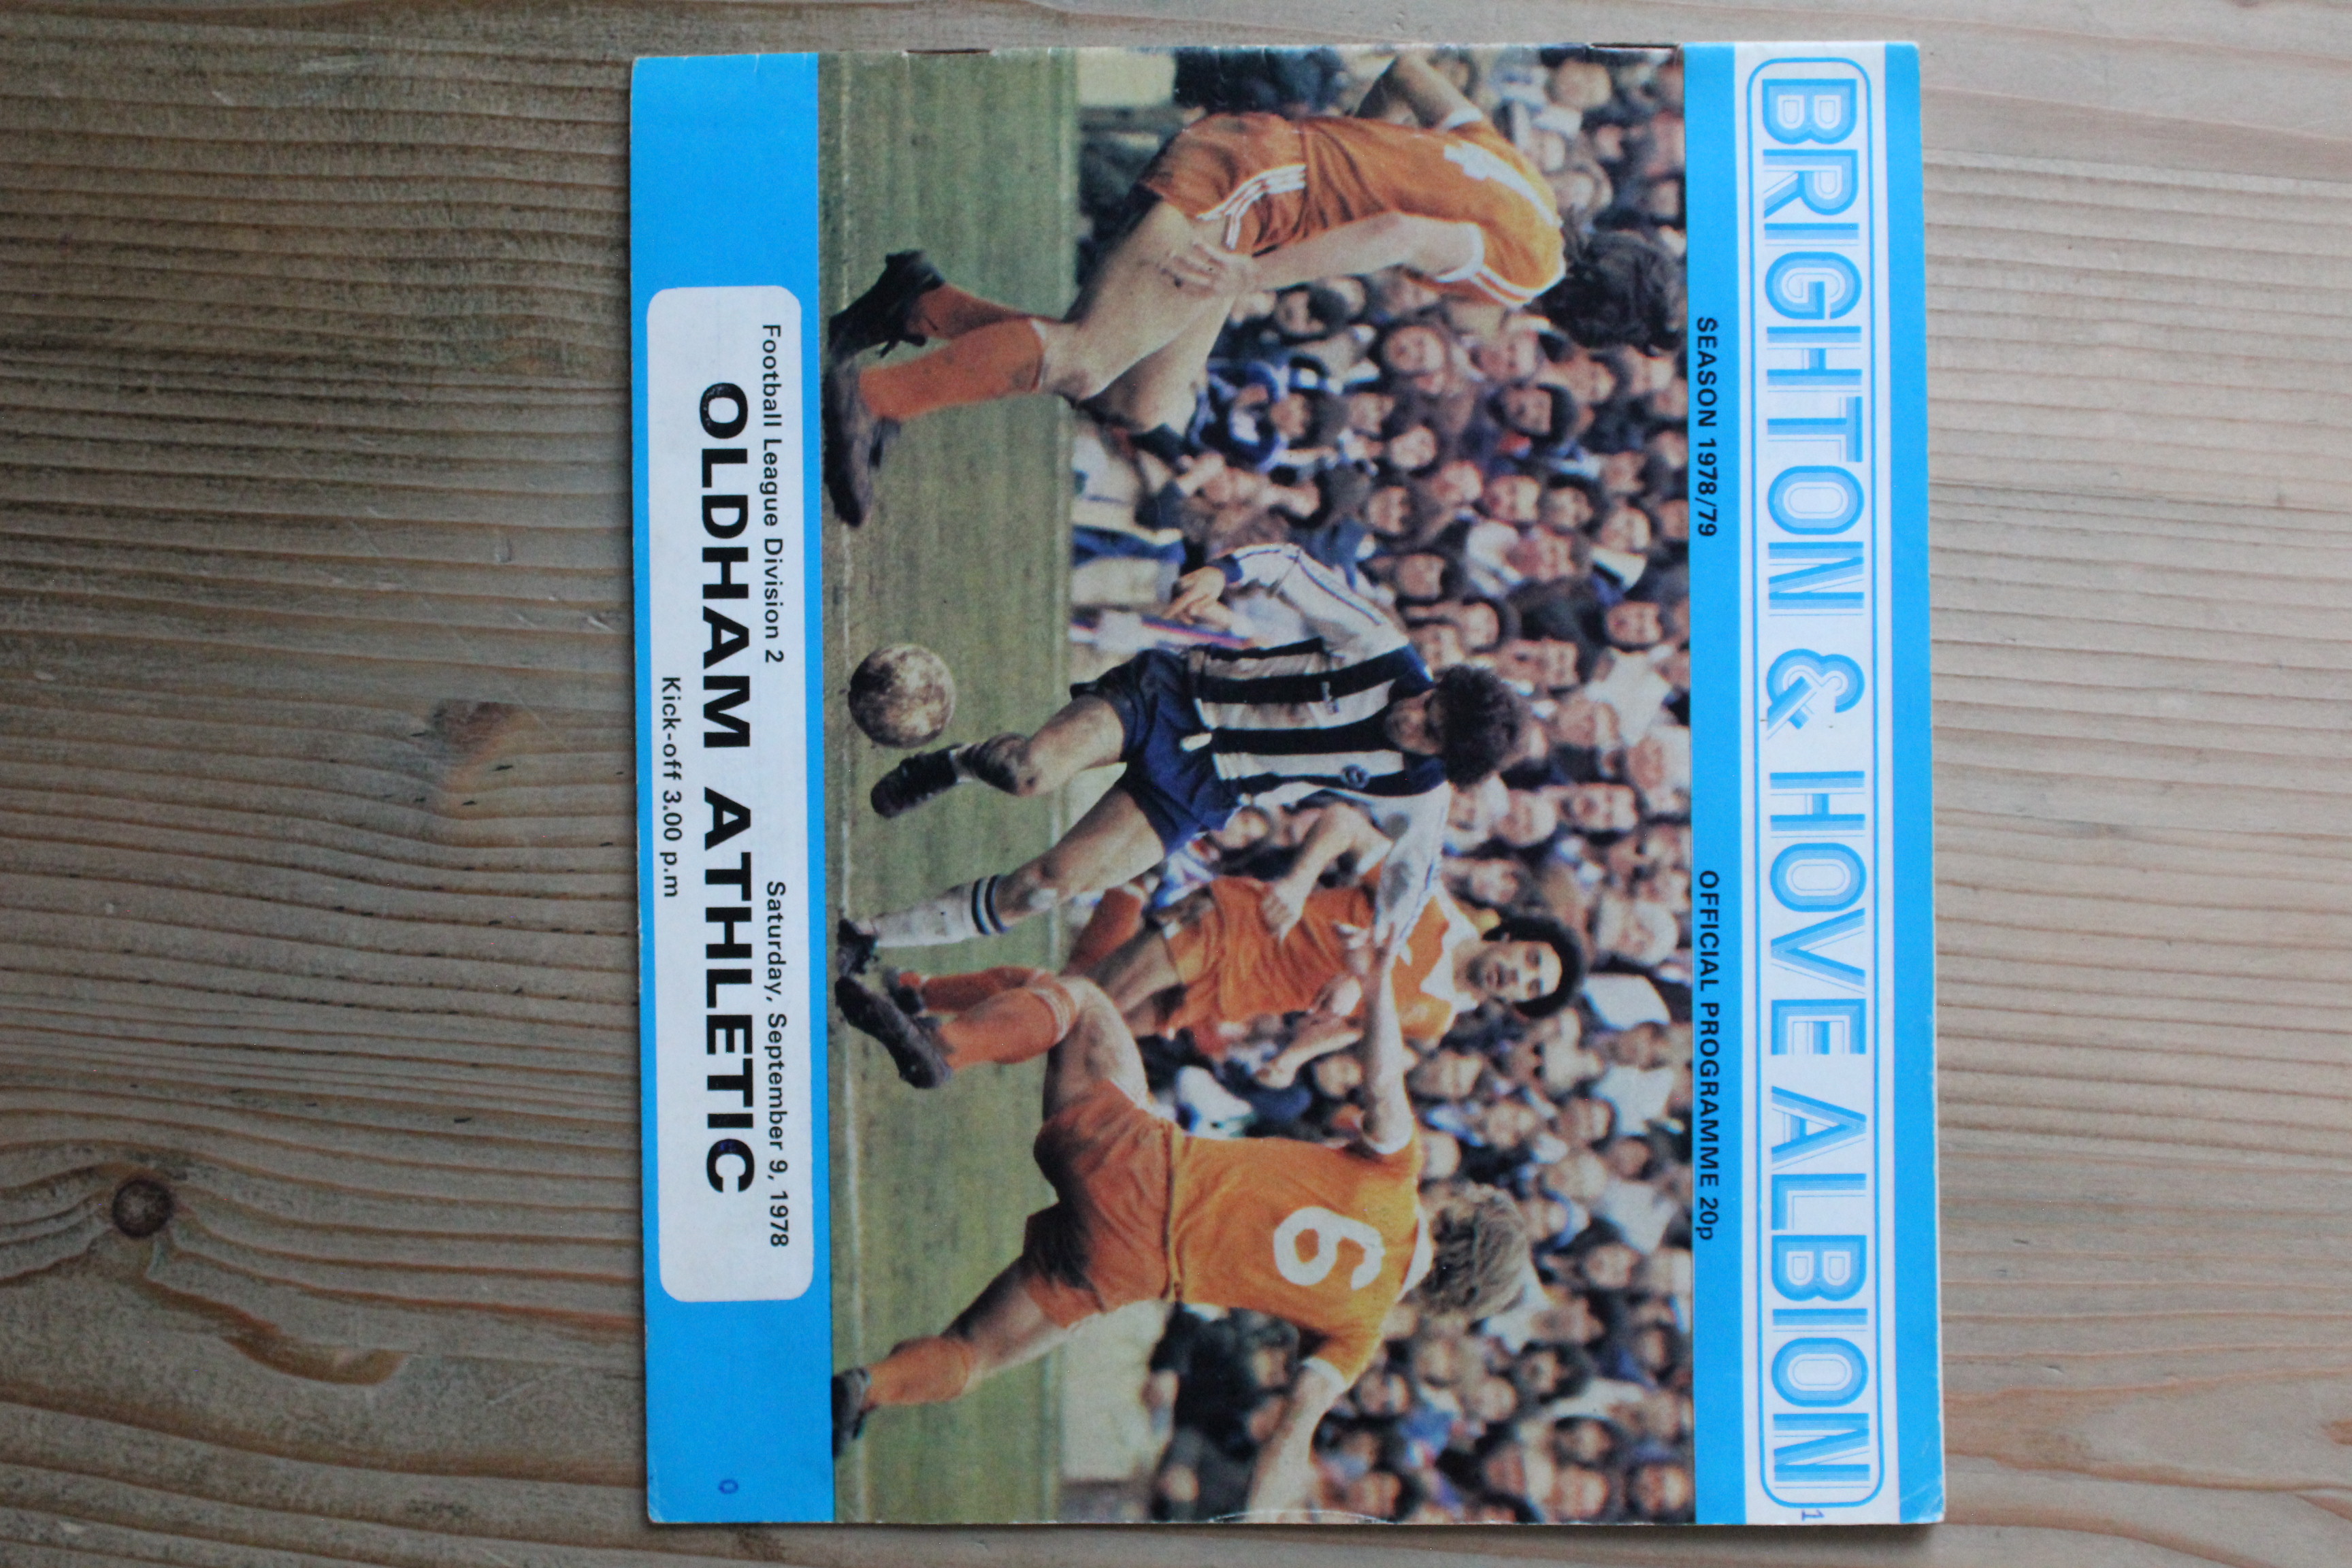 BRIGHTON & HOVE ALBION
SEASON 1978/79 OFFICIAL PROGRAMME 20p
6
Football League Division 2 Saturday, September 9, 1978
OLDHAM ATHLETIC
Kick-off 3.00 p.m